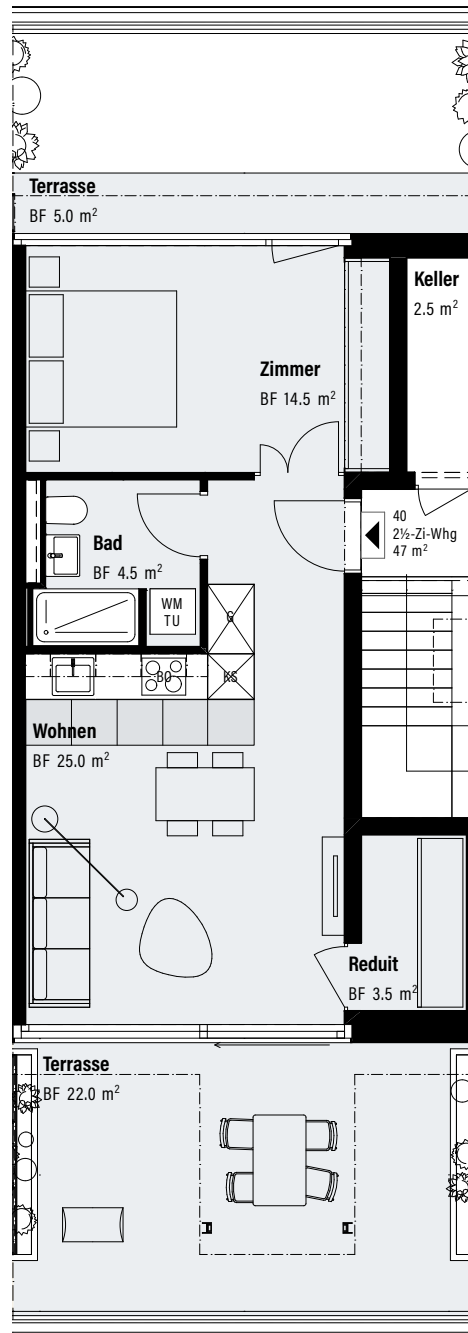 Terrasse
BF 5.0 m²
Keller
2.5 m²
Zimmer
BF 14.5 m²
40
2½-Zi-Whg
47 m²
Bad
BF 4.5 m²
WM
TU
G
BO
KS
Wohnen
BF 25.0 m²
Reduit
BF 3.5 m²
Terrasse
BF 22.0 m²